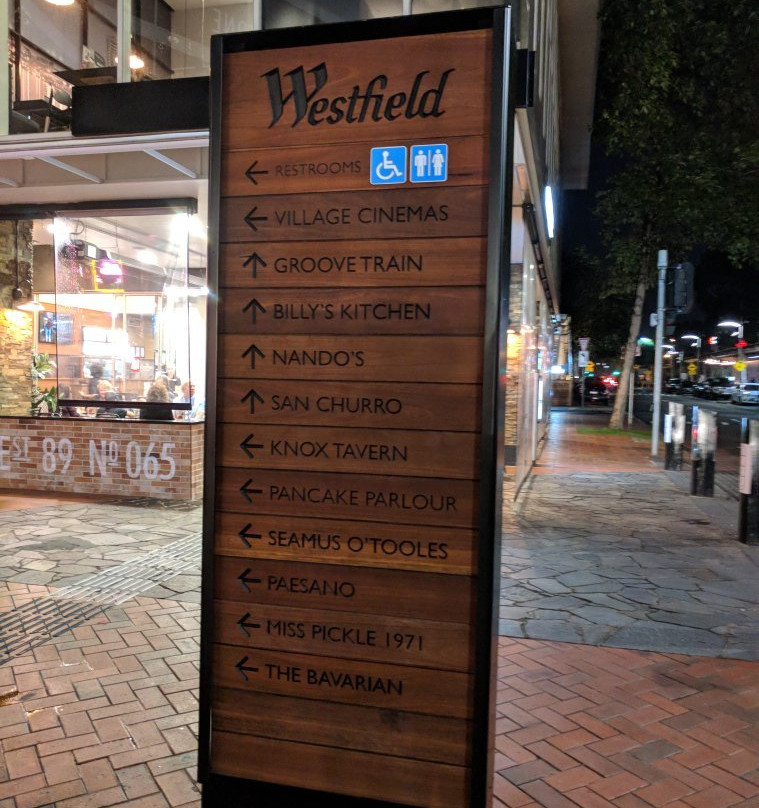 Westfield
← RESTROOMS
← VILLAGE CINEMAS
↑ GROOVE TRAIN
↑ BILLY'S KITCHEN
↑ NANDO'S
↑ SAN CHURRO
← KNOX TAVERN
← PANCAKE PARLOUR
← SEAMUS O'TOOLES
← PAESANO
← MISS PICKLE 1971
← THE BAVARIAN
EST 89 Nº 065